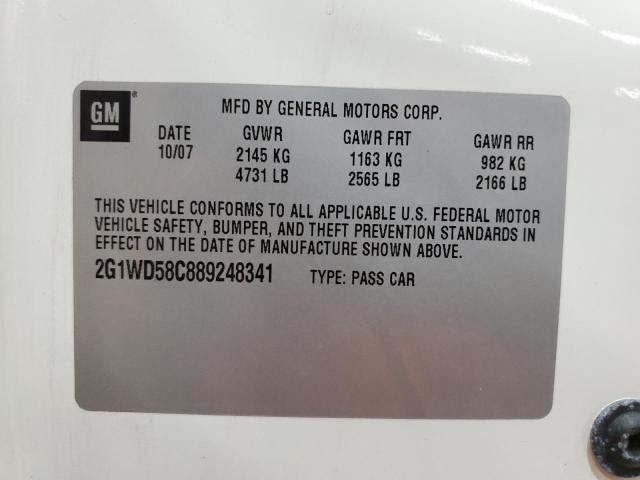 GM ® MFD BY GENERAL MOTORS CORP.
DATE GVWR GAWR FRT GAWR RR
10/07 2145 KG 1163 KG 982 KG
4731 LB 2565 LB 2166 LB
THIS VEHICLE CONFORMS TO ALL APPLICABLE U.S. FEDERAL MOTOR
VEHICLE SAFETY, BUMPER, AND THEFT PREVENTION STANDARDS IN
EFFECT ON THE DATE OF MANUFACTURE SHOWN ABOVE.
2G1WD58C889248341 TYPE: PASS CAR